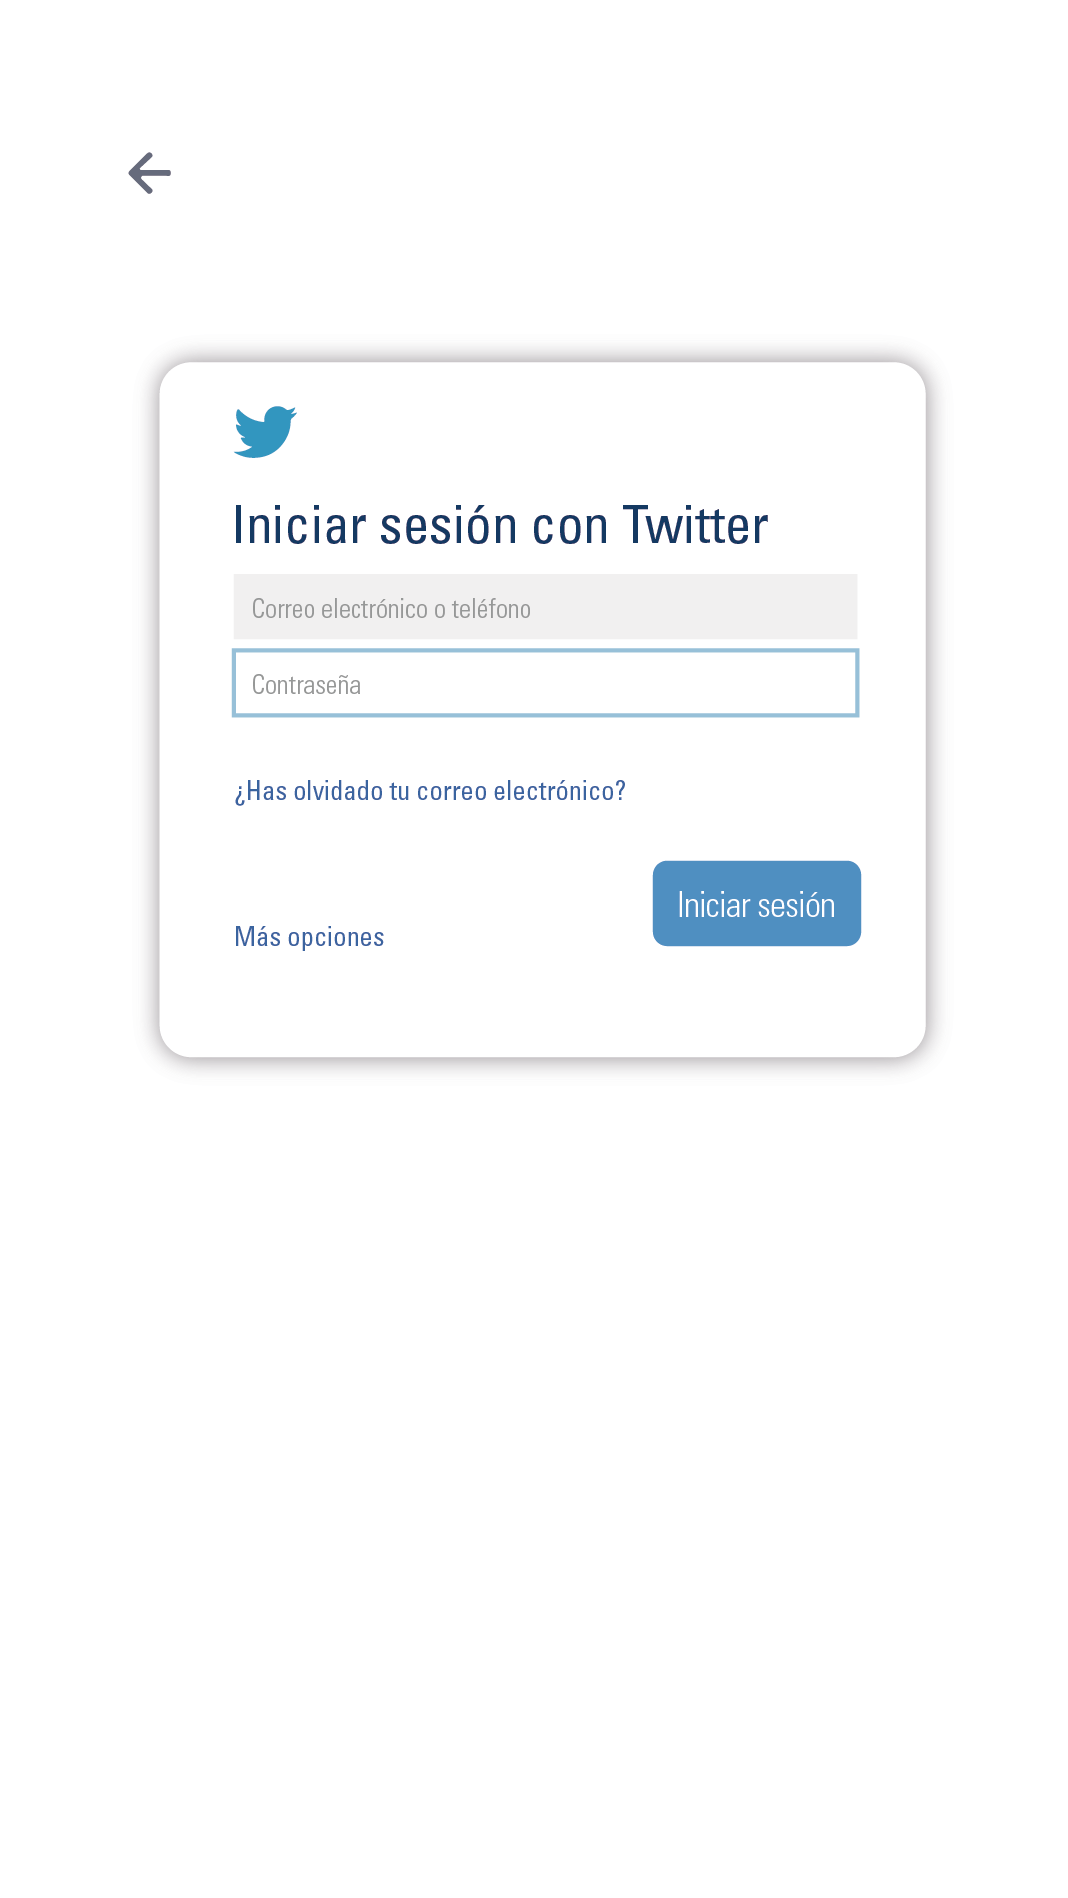 Iniciar sesión con Twitter
Correo electrónico o teléfono
Contraseña
¿Has olvidado tu correo electrónico?
Iniciar sesión
Más opciones